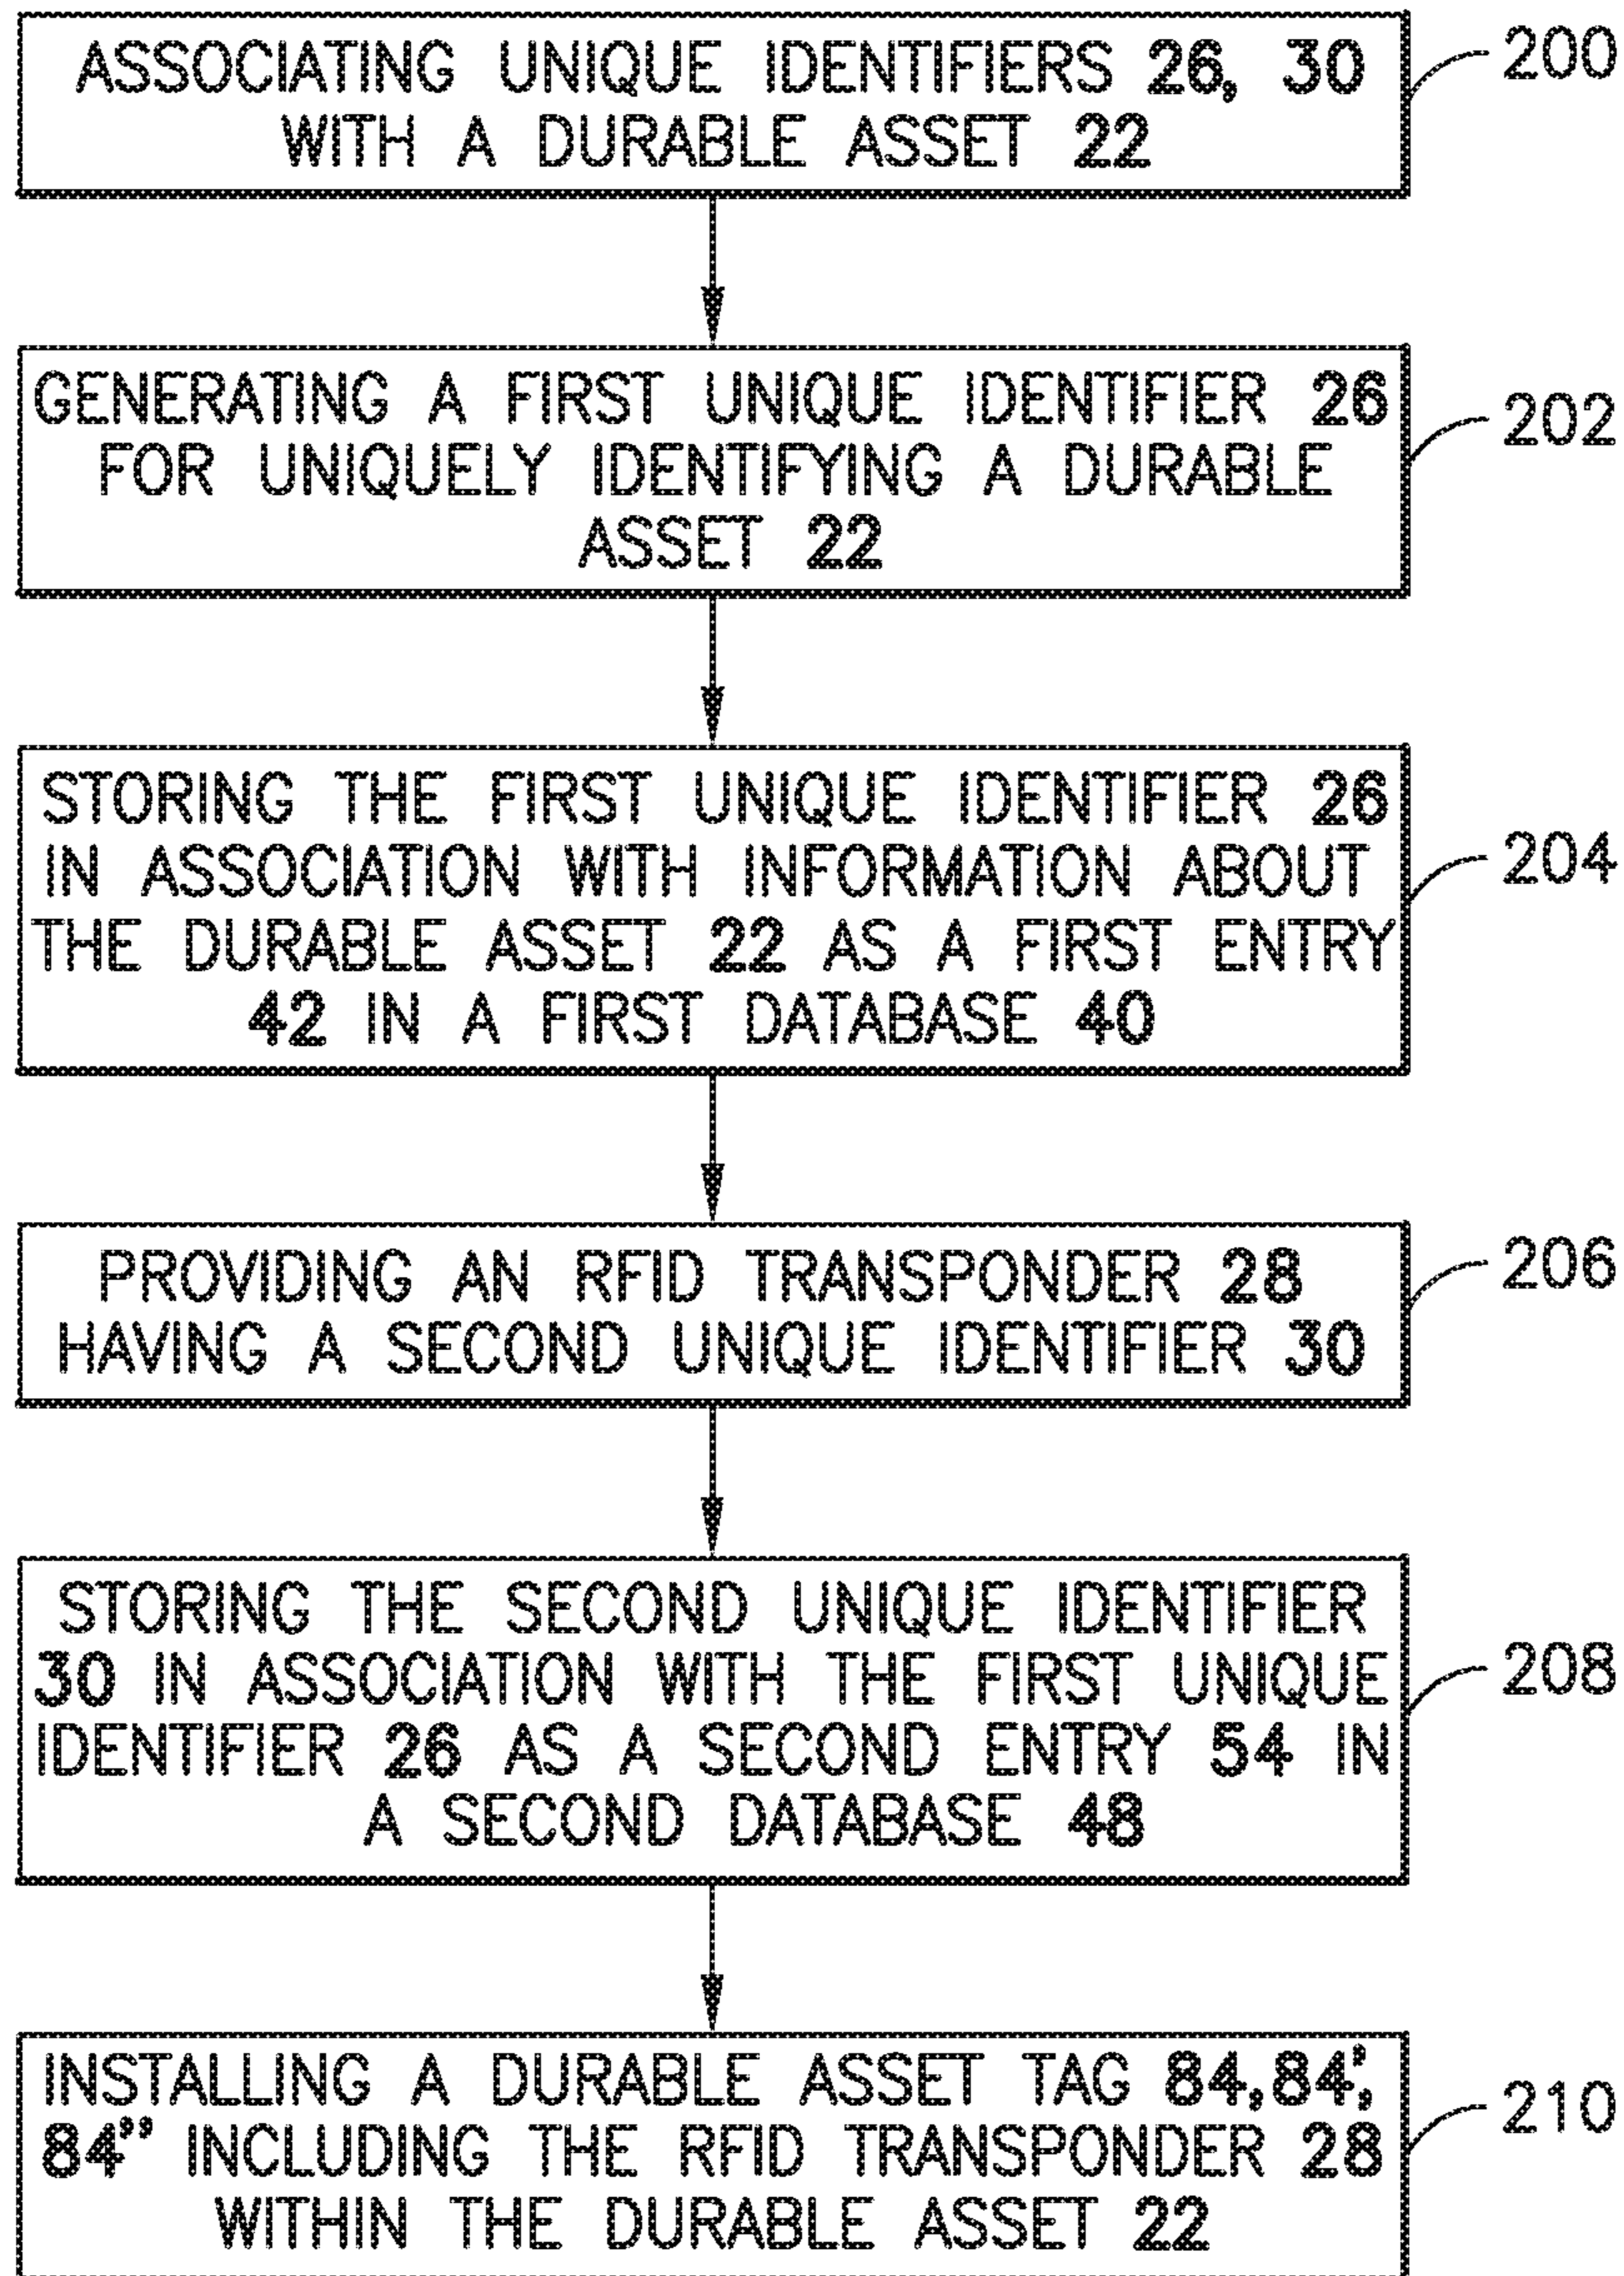 ASSOCIATING UNIQUE IDENTIFIERS 26, 30
WITH A DURABLE ASSET 22
200
GENERATING A FIRST UNIQUE IDENTIFIER 26
FOR UNIQUELY IDENTIFYING A DURABLE
ASSET 22
202
STORING THE FIRST UNIQUE IDENTIFIER 26
IN ASSOCIATION WITH INFORMATION ABOUT
THE DURABLE ASSET 22 AS A FIRST ENTRY
42 IN A FIRST DATABASE 40
204
PROVIDING AN RFID TRANSPONDER 28
HAVING A SECOND UNIQUE IDENTIFIER 30
206
STORING THE SECOND UNIQUE IDENTIFIER
30 IN ASSOCIATION WITH THE FIRST UNIQUE
IDENTIFIER 26 AS A SECOND ENTRY 54 IN
A SECOND DATABASE 48
208
INSTALLING A DURABLE ASSET TAG 84,84',
84'' INCLUDING THE RFID TRANSPONDER 28
WITHIN THE DURABLE ASSET 22
210